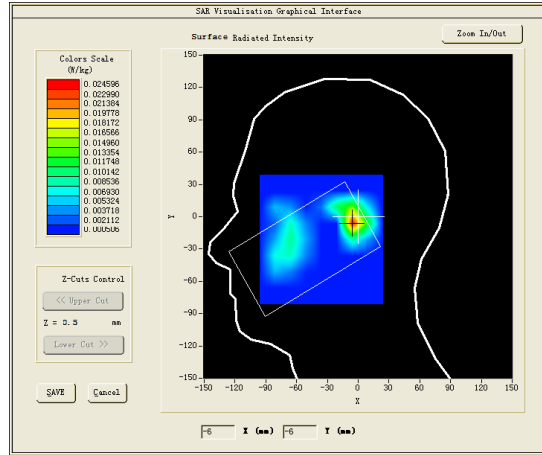 SAR Visualisation Graphical Interface
Surface Radiated Intensity
Zoom In/Out
Colors Scale
(W/kg)
0.024596
0.022990
0.021384
0.019778
0.018172
0.016566
0.014960
0.013354
0.011748
0.010142
0.008536
0.006930
0.005324
0.003718
0.002112
0.000506
Z-Cuts Control
<< Upper Cut
Z = 0.5 mm
Lower Cut >>
SAVE Cancel
150
120
90
60
30
0
-30
-60
-90
-120
-150
Y
-150 -120 -90 -60 -30 0 30 60 90 120 150
X
-6 X (mm) -6 Y (mm)